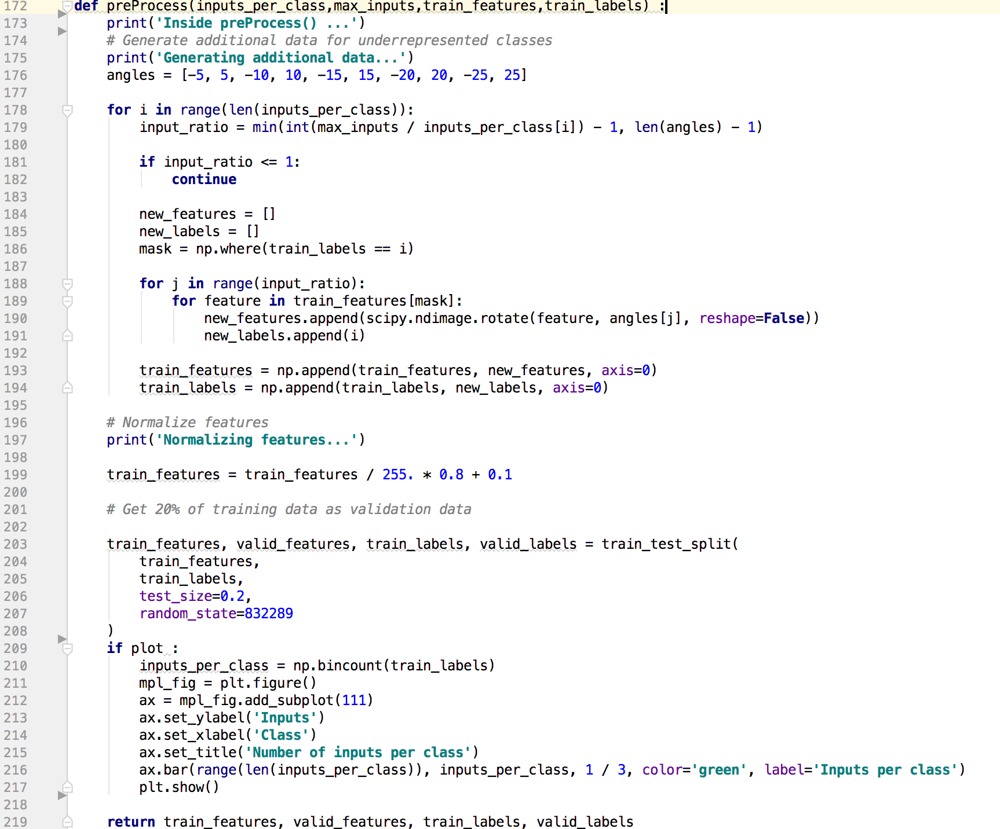 172 def preProcess(inputs_per_class,max_inputs,train_features,train_labels) :
173     print('Inside preProcess() ...')
174     # Generate additional data for underrepresented classes
175     print('Generating additional data...')
176     angles = [-5, 5, -10, 10, -15, 15, -20, 20, -25, 25]
177
178     for i in range(len(inputs_per_class)):
179         input_ratio = min(int(max_inputs / inputs_per_class[i]) - 1, len(angles) - 1)
180
181         if input_ratio <= 1:
182             continue
183
184         new_features = []
185         new_labels = []
186         mask = np.where(train_labels == i)
187
188         for j in range(input_ratio):
189             for feature in train_features[mask]:
190                 new_features.append(scipy.ndimage.rotate(feature, angles[j], reshape=False))
191                 new_labels.append(i)
192
193         train_features = np.append(train_features, new_features, axis=0)
194         train_labels = np.append(train_labels, new_labels, axis=0)
195
196     # Normalize features
197     print('Normalizing features...')
198
199     train_features = train_features / 255. * 0.8 + 0.1
200
201     # Get 20% of training data as validation data
202
203     train_features, valid_features, train_labels, valid_labels = train_test_split(
204         train_features,
205         train_labels,
206         test_size=0.2,
207         random_state=832289
208     )
209     if plot :
210         inputs_per_class = np.bincount(train_labels)
211         mpl_fig = plt.figure()
212         ax = mpl_fig.add_subplot(111)
213         ax.set_ylabel('Inputs')
214         ax.set_xlabel('Class')
215         ax.set_title('Number of inputs per class')
216         ax.bar(range(len(inputs_per_class)), inputs_per_class, 1 / 3, color='green', label='Inputs per class')
217         plt.show()
218
219     return train_features, valid_features, train_labels, valid_labels